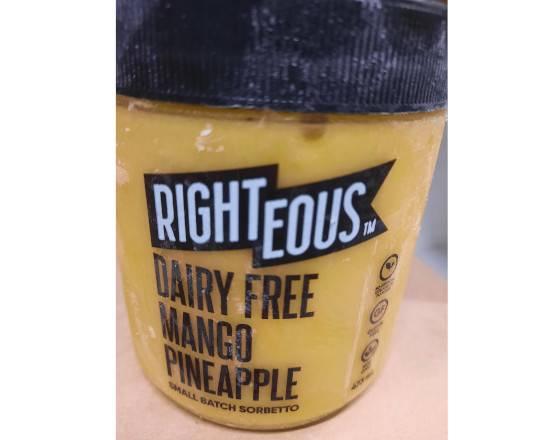 RIGHTEOUS™
DAIRY FREE
MANGO
PINEAPPLE
SMALL BATCH SORBETTO